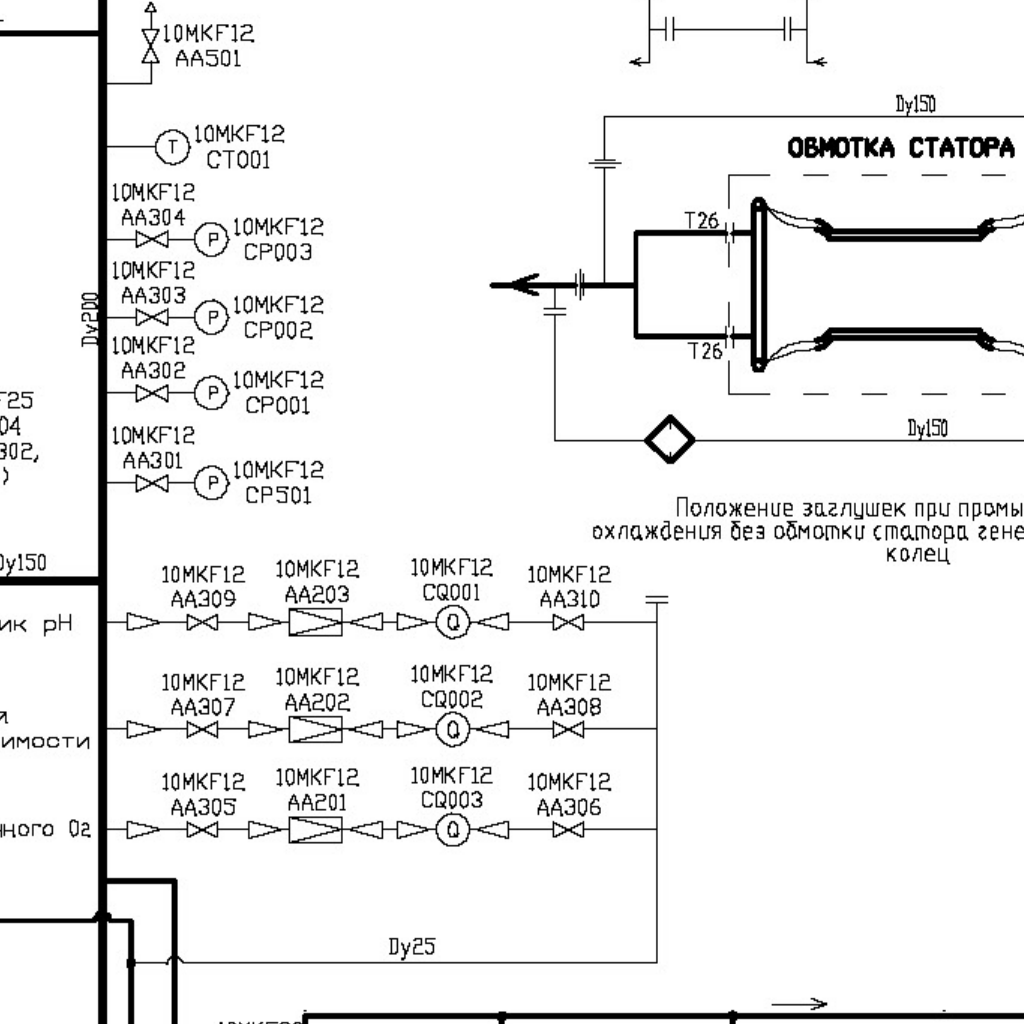 10MKF12
AA501
10MKF12
T
CT001
10MKF12
AA304
10MKF12
P
CP003
10MKF12
AA303
10MKF12
P
CP002
Dy200
10MKF12
AA302
10MKF12
P
CP001
10MKF12
AA301
10MKF12
P
CP501
F25
04
302,
)
Dy150
ОБМОТКА СТАТОРА
T26
T26
Dy150
Положение заглушек при промы
охлаждения без обмотки статора гене
колец
Dy150
10MKF12
AA309
10MKF12
AA203
10MKF12
CQ001
10MKF12
AA310
ик pH
Q
10MKF12
AA307
10MKF12
AA202
10MKF12
CQ002
10MKF12
AA308
имости
Q
10MKF12
AA305
10MKF12
AA201
10MKF12
CQ003
10MKF12
AA306
ного O₂
Q
Dy25